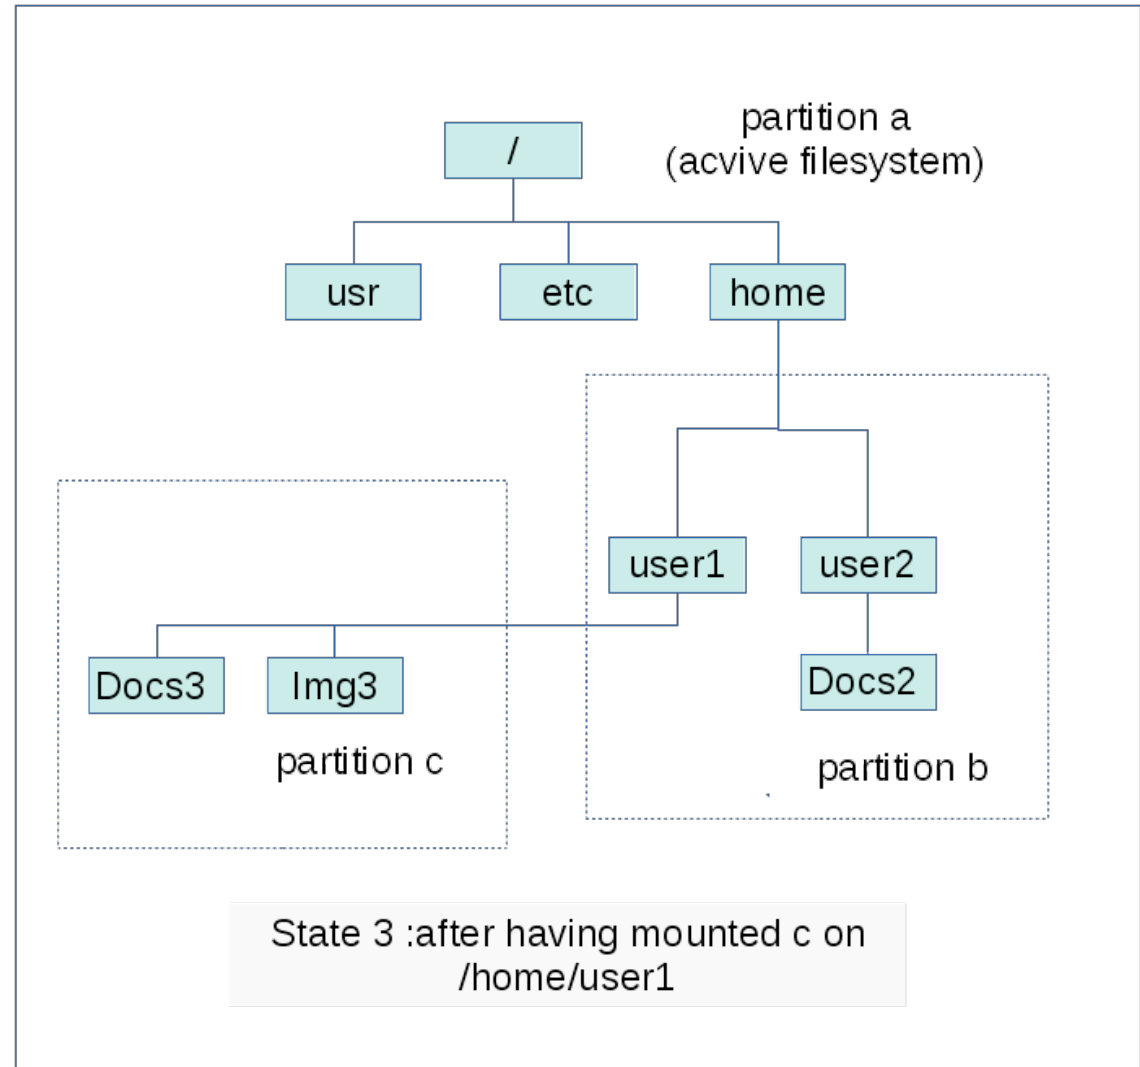 partition a
(acvive filesystem)
/
usr
etc
home
user1
user2
Docs3
Img3
Docs2
partition c
partition b
State 3 :after having mounted c on
/home/user1